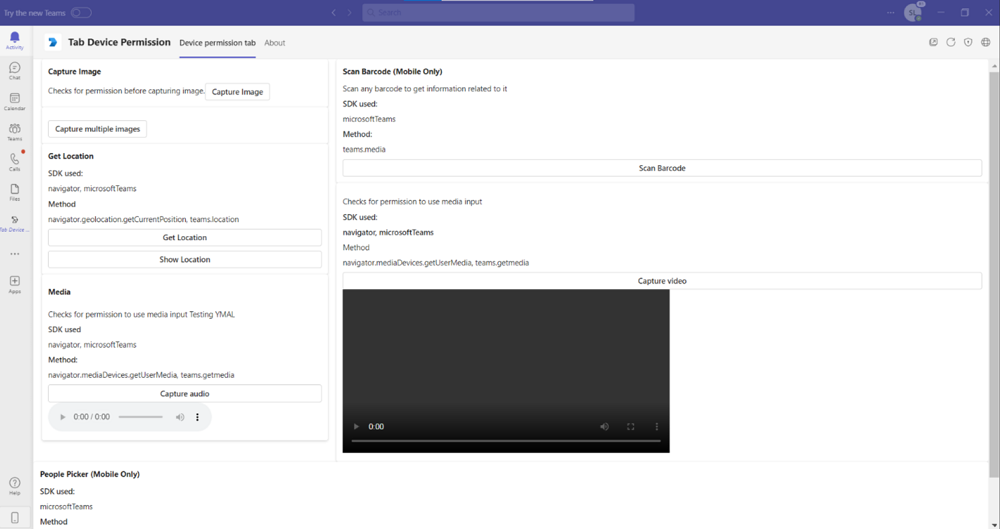 Try the new Teams
Search
Activity
Chat
Calendar
Teams
Calls
Files
Tab Device ...
Apps
Help
Tab Device Permission
Device permission tab
About
Capture Image
Checks for permission before capturing image.
Capture Image
Capture multiple images
Get Location
SDK used:
navigator, microsoftTeams
Method
navigator.geolocation.getCurrentPosition, teams.location
Get Location
Show Location
Media
Checks for permission to use media input Testing YMAL
SDK used
navigator, microsoftTeams
Method:
navigator.mediaDevices.getUserMedia, teams.getmedia
Capture audio
0:00 / 0:00
Scan Barcode (Mobile Only)
Scan any barcode to get information related to it
SDK used:
microsoftTeams
Method:
teams.media
Scan Barcode
Checks for permission to use media input
SDK used:
navigator, microsoftTeams
Method
navigator.mediaDevices.getUserMedia, teams.getmedia
Capture video
0:00
People Picker (Mobile Only)
SDK used:
microsoftTeams
Method